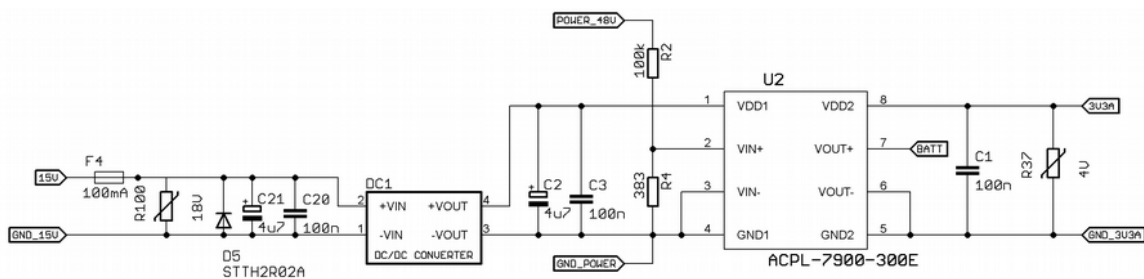 POWER_48V
100k
R2
U2
1
VDD1
VDD2
8
3V3A
2
VIN+
VOUT+
7
BATT
F4
15V
100mA
R100
18V
C21
4u7
C20
100n
DC1
2
+VIN
+VOUT
4
1
-VIN
-VOUT
3
DC/DC CONVERTER
C2
4u7
C3
100n
383
R4
3
VIN-
VOUT-
6
C1
100n
R37
4V
GND_15V
4
GND1
GND2
5
GND_3V3A
D5
STTH2R02A
GND_POWER
ACPL-7900-300E